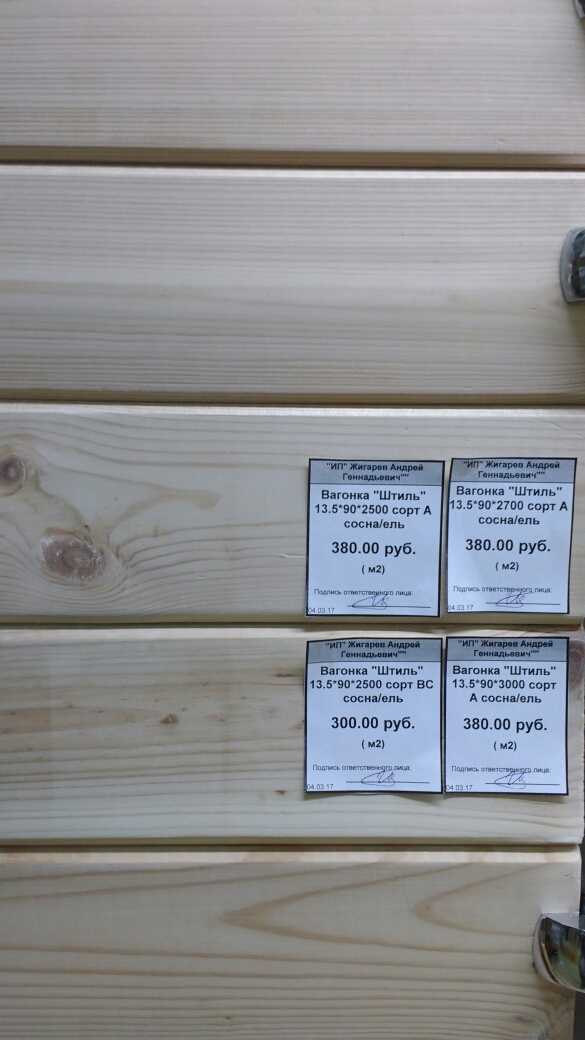 "ИП" Жигарев Андрей
Геннадьевич""
Вагонка "Штиль"
13.5*90*2500 сорт А
сосна/ель
380.00 руб.
( м2)
Подпись ответственного лица:
04.03.17
"ИП" Жигарев Андрей
Геннадьевич""
Вагонка "Штиль"
13.5*90*2700 сорт А
сосна/ель
380.00 руб.
( м2)
Подпись ответственного лица:
04.03.17
"ИП" Жигарев Андрей
Геннадьевич""
Вагонка "Штиль"
13.5*90*2500 сорт ВС
сосна/ель
300.00 руб.
( м2)
Подпись ответственного лица:
04.03.17
"ИП" Жигарев Андрей
Геннадьевич""
Вагонка "Штиль"
13.5*90*3000 сорт
А сосна/ель
380.00 руб.
( м2)
Подпись ответственного лица:
04.03.17